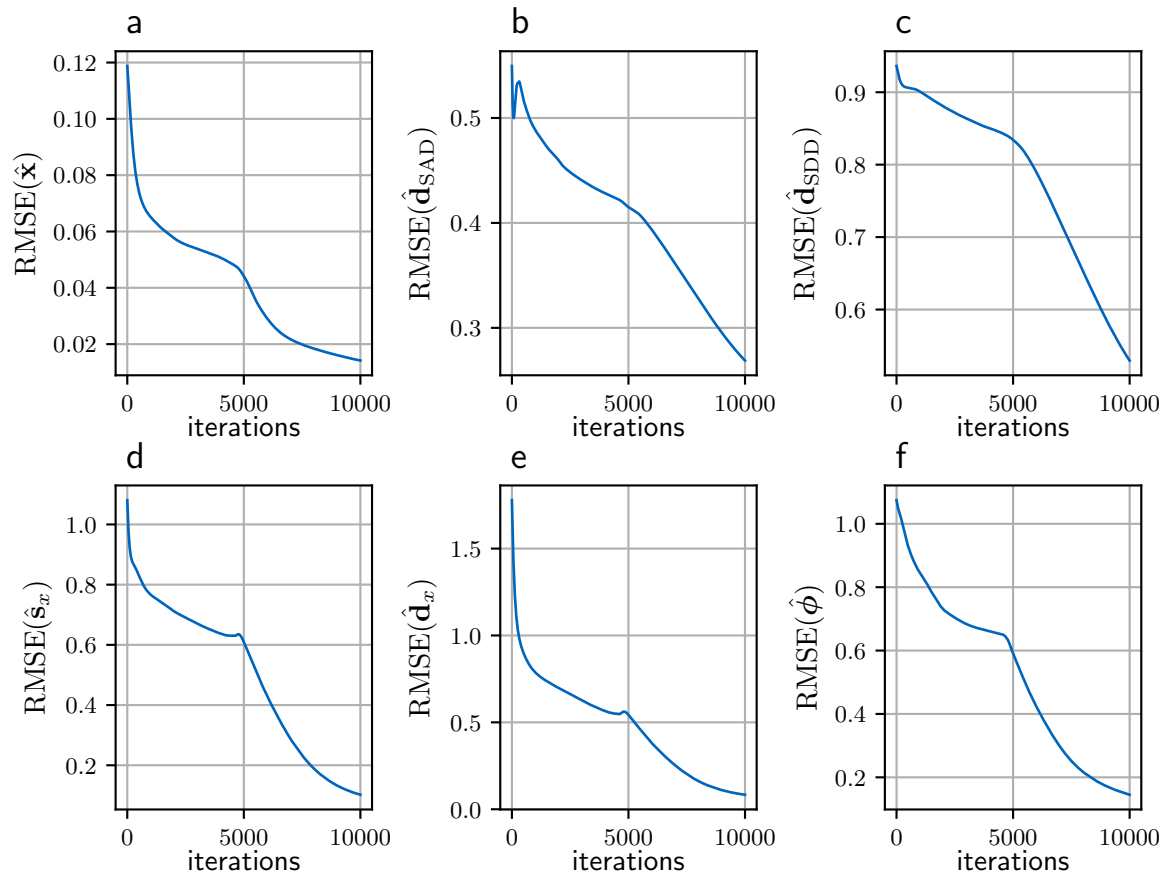 a
RMSE(x̂)
0.12
0.10
0.08
0.06
0.04
0.02
0 5000 10000
iterations
b
RMSE(d̂_SAD)
0.5
0.4
0.3
0 5000 10000
iterations
c
RMSE(d̂_SDD)
0.9
0.8
0.7
0.6
0 5000 10000
iterations
d
RMSE(ŝ_x)
1.0
0.8
0.6
0.4
0.2
0 5000 10000
iterations
e
RMSE(d̂_x)
1.5
1.0
0.5
0.0
0 5000 10000
iterations
f
RMSE(ϕ̂)
1.0
0.8
0.6
0.4
0.2
0 5000 10000
iterations